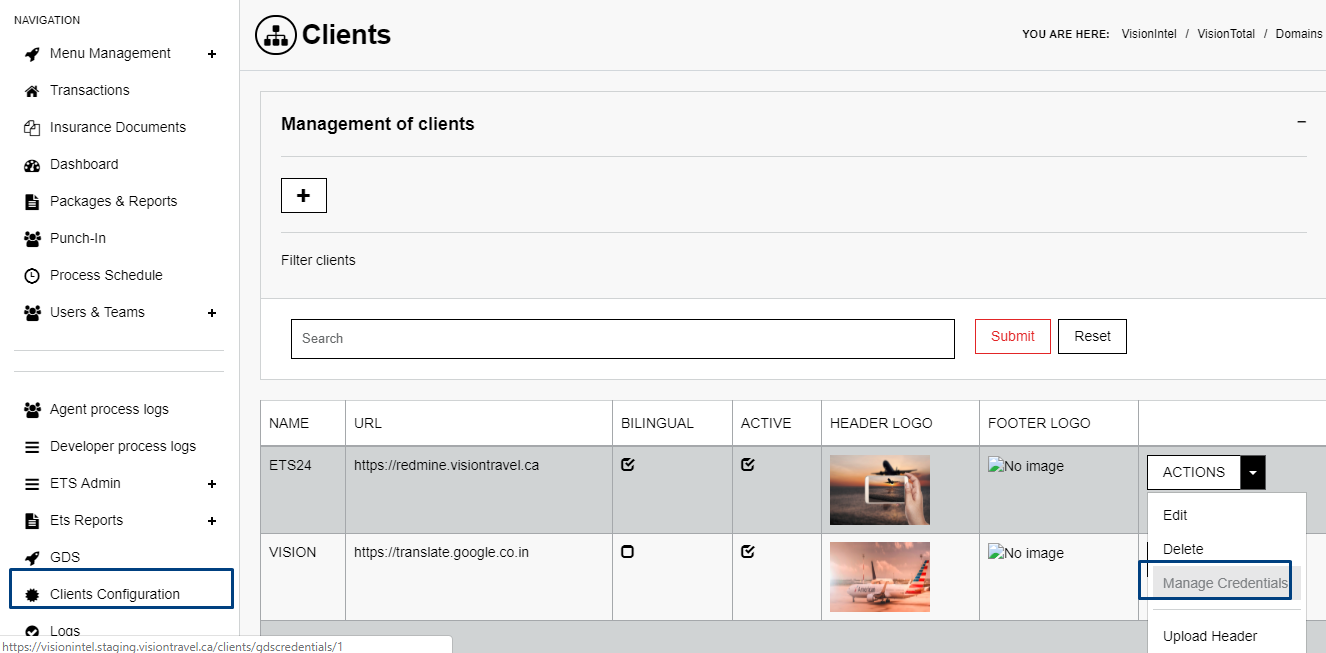 NAVIGATION
Menu Management +
Transactions
Insurance Documents
Dashboard
Packages & Reports
Punch-In
Process Schedule
Users & Teams +
Agent process logs
Developer process logs
ETS Admin +
Ets Reports +
GDS
Clients Configuration
Logs
https://visionintel.staging.visiontravel.ca/clients/gdscredentials/1
Clients
YOU ARE HERE: VisionIntel / VisionTotal / Domains
Management of clients −
+
Filter clients
Search Submit Reset
NAME URL BILINGUAL ACTIVE HEADER LOGO FOOTER LOGO
ETS24 https://redmine.visiontravel.ca No image ACTIONS
VISION https://translate.google.co.in No image
Edit
Delete
Manage Credentials
Upload Header